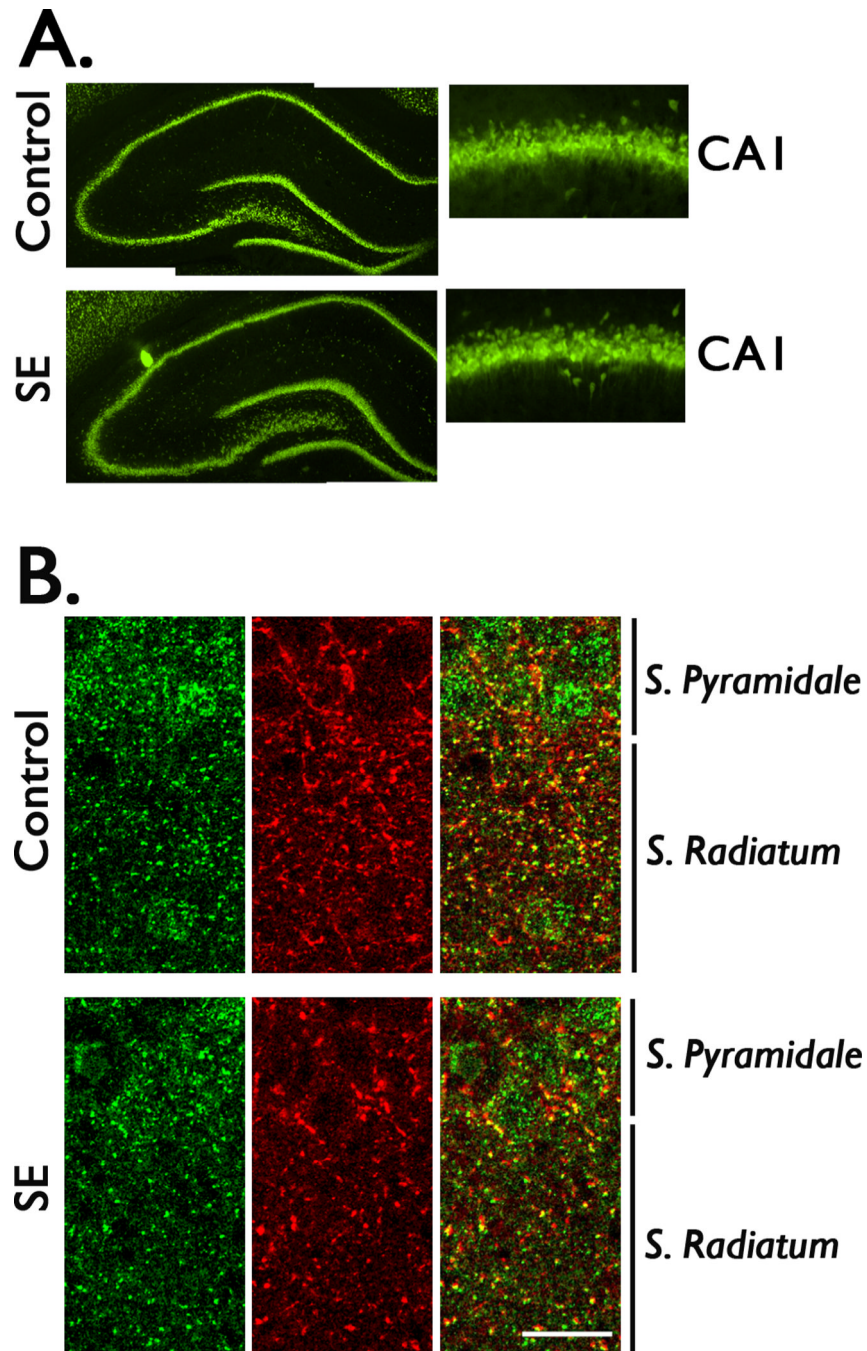 A.
Control
CA1
SE
CA1
B.
Control
S. Pyramidale
S. Radiatum
SE
S. Pyramidale
S. Radiatum